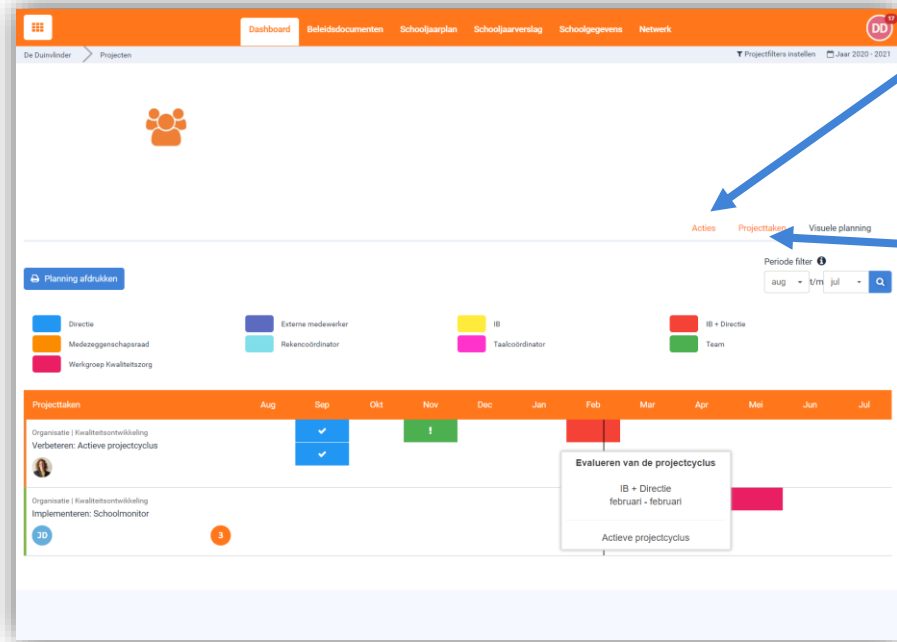 Dashboard Beleidsdocumenten Schooljaarplan Schooljaarverslag Schoolgegevens Netwerk
DD 17
De Duinvlinder Projecten Projectfilters instellen Jaar 2020 - 2021
Acties Projecttaken Visuele planning
Periode filter
Planning afdrukken aug t/m jul
Directie Externe medewerker IB IB + Directie
Medezeggenschapsraad Rekencoördinator Taalcoördinator Team
Werkgroep Kwaliteitszorg
Projecttaken Aug Sep Okt Nov Dec Jan Feb Mar Apr Mei Jun Jul
Organisatie | Kwaliteitsontwikkeling
Verbeteren: Actieve projectcyclus
Evalueren van de projectcyclus
IB + Directie
februari - februari
Actieve projectcyclus
Organisatie | Kwaliteitsontwikkeling
Implementeren: Schoolmonitor
JD 3